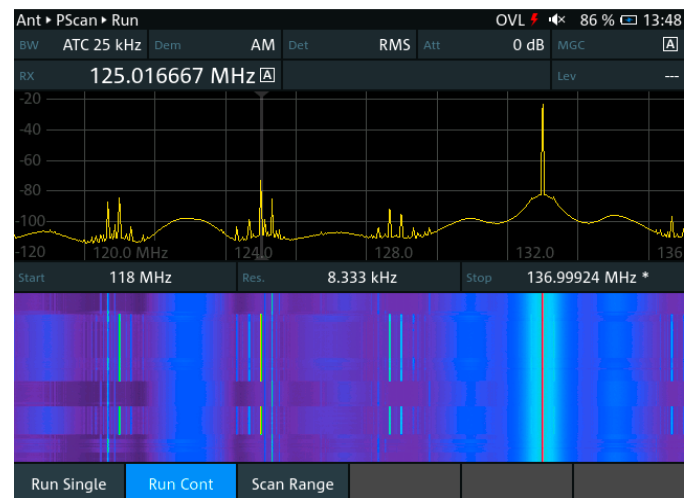 Ant ▸ PScan ▸ Run OVL 86 % 13:48
BW ATC 25 kHz Dem AM Det RMS Att 0 dB MGC A
RX 125.016667 MHz A Lev ---
-20
-40
-60
-80
-100
-120 120.0 MHz 124.0 128.0 132.0 136
Start 118 MHz Res. 8.333 kHz Stop 136.99924 MHz *
Run Single Run Cont Scan Range